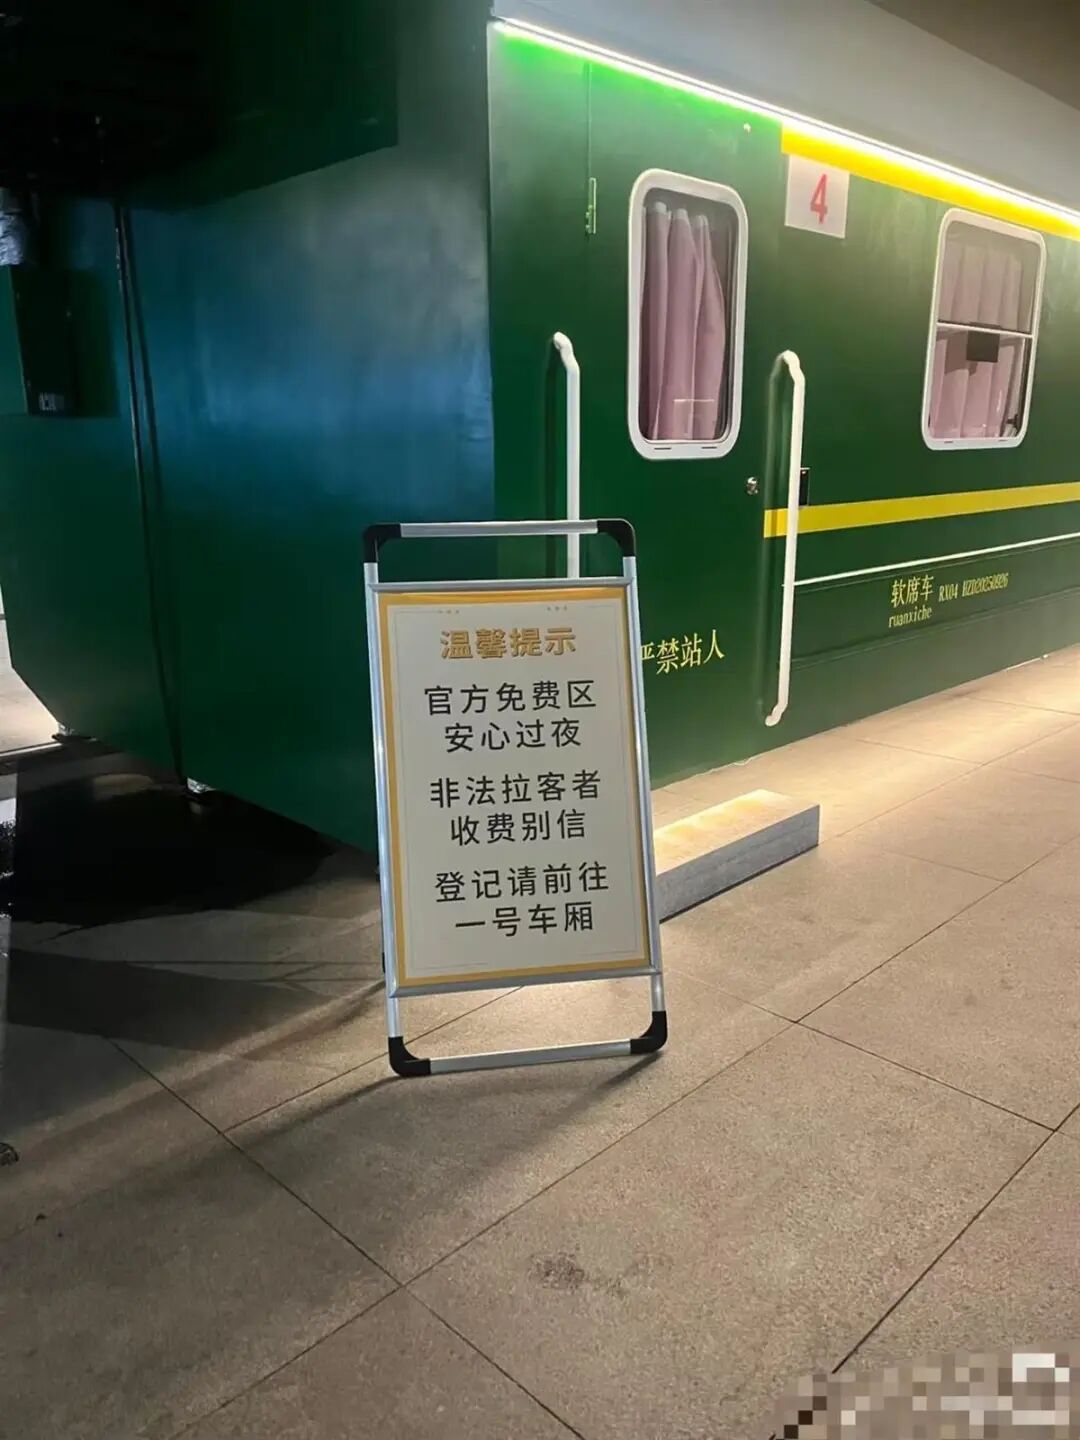 4
软席车 RX04 HZD20250926
ruanxiche
严禁站人
温馨提示
官方免费区
安心过夜
非法拉客者
收费别信
登记请前往
一号车厢